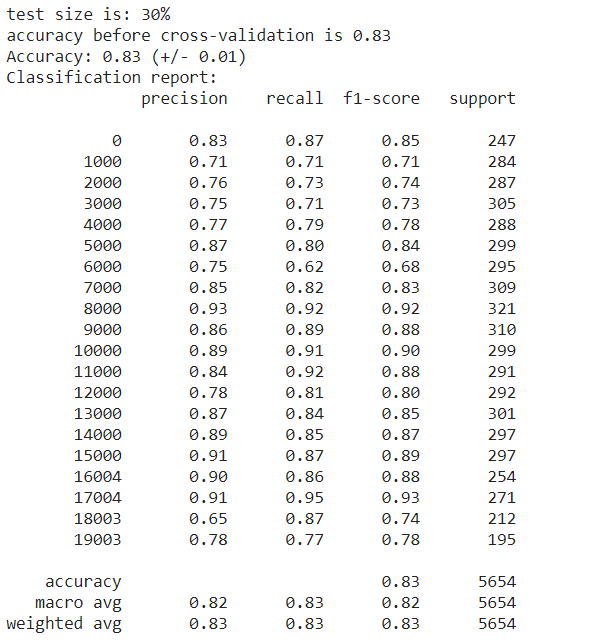 test size is: 30%
accuracy before cross-validation is 0.83
Accuracy: 0.83 (+/- 0.01)
Classification report:
precision recall f1-score support
0 0.83 0.87 0.85 247
1000 0.71 0.71 0.71 284
2000 0.76 0.73 0.74 287
3000 0.75 0.71 0.73 305
4000 0.77 0.79 0.78 288
5000 0.87 0.80 0.84 299
6000 0.75 0.62 0.68 295
7000 0.85 0.82 0.83 309
8000 0.93 0.92 0.92 321
9000 0.86 0.89 0.88 310
10000 0.89 0.91 0.90 299
11000 0.84 0.92 0.88 291
12000 0.78 0.81 0.80 292
13000 0.87 0.84 0.85 301
14000 0.89 0.85 0.87 297
15000 0.91 0.87 0.89 297
16004 0.90 0.86 0.88 254
17004 0.91 0.95 0.93 271
18003 0.65 0.87 0.74 212
19003 0.78 0.77 0.78 195
accuracy 0.83 5654
macro avg 0.82 0.83 0.82 5654
weighted avg 0.83 0.83 0.83 5654